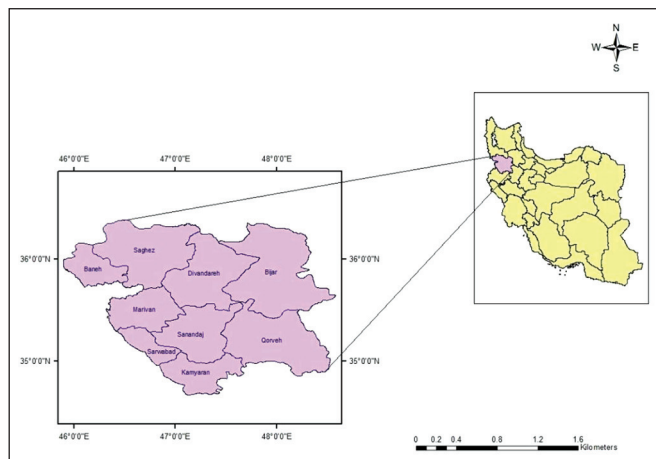 N
W E
S
46°0'0"E 47°0'0"E 48°0'0"E
36°0'0"N 36°0'0"N
Saghez
Baneh
Divandareh
Bijar
Marivan
Sanandaj
Qorveh
Sarwabad
Kamyaran
35°0'0"N 35°0'0"N
46°0'0"E 47°0'0"E 48°0'0"E
0 0.2 0.4 0.8 1.2 1.6
Kilometers